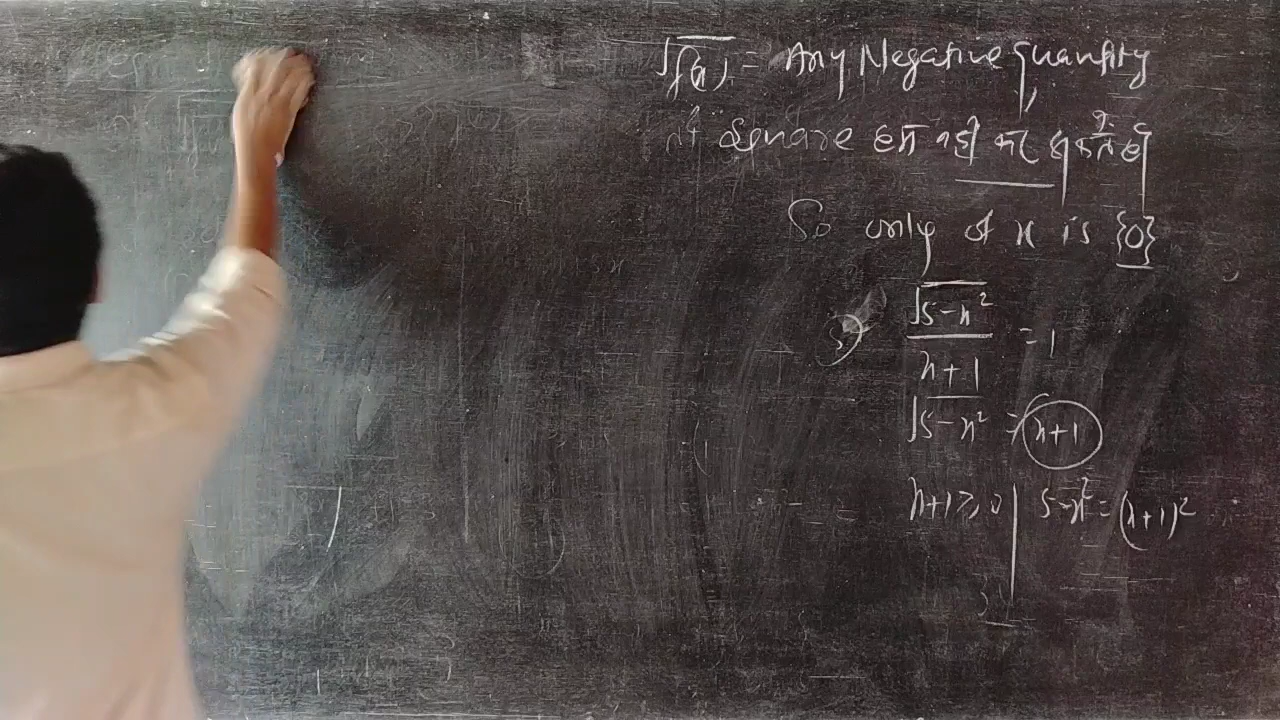 √f(x) = Any Negative quantity
square हम नहीं कर सकते हैं
So only of x is {0}
3) √5-x² / x+1 = 1
√5-x² = (x+1)
x+1≥0 | 5-x² = (x+1)²